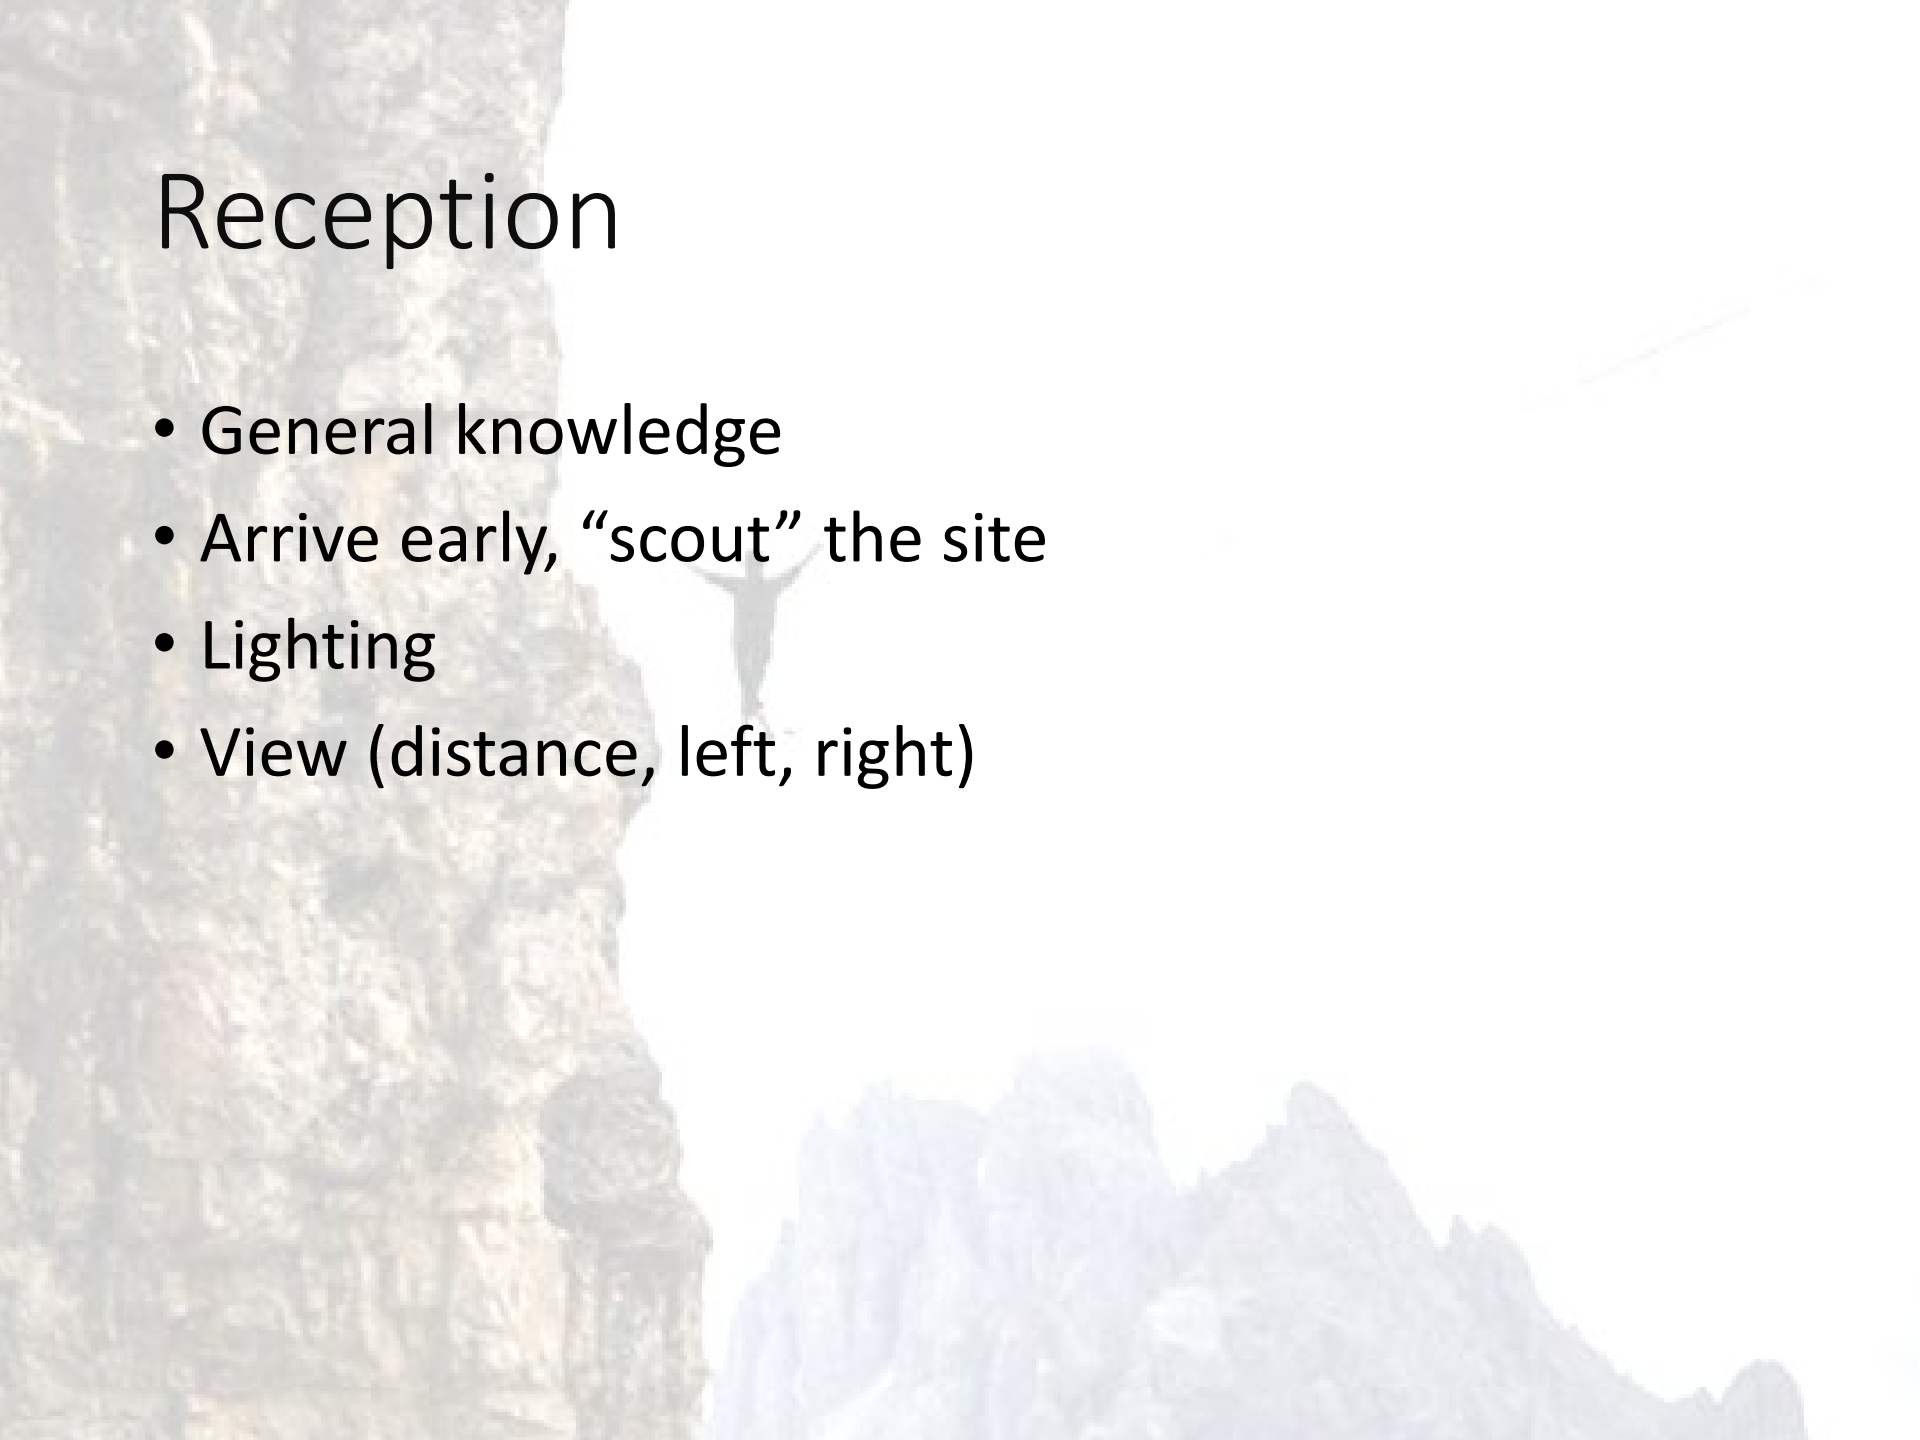 Reception
• General knowledge
• Arrive early, “scout” the site
• Lighting
• View (distance, left, right)